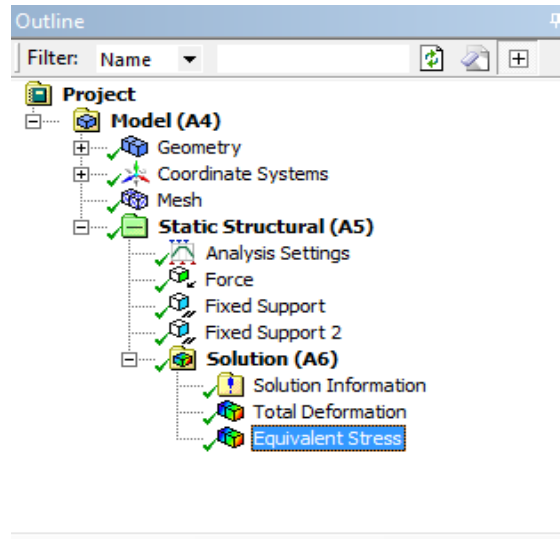 Outline
Filter: Name
Project
Model (A4)
Geometry
Coordinate Systems
Mesh
Static Structural (A5)
Analysis Settings
Force
Fixed Support
Fixed Support 2
Solution (A6)
Solution Information
Total Deformation
Equivalent Stress